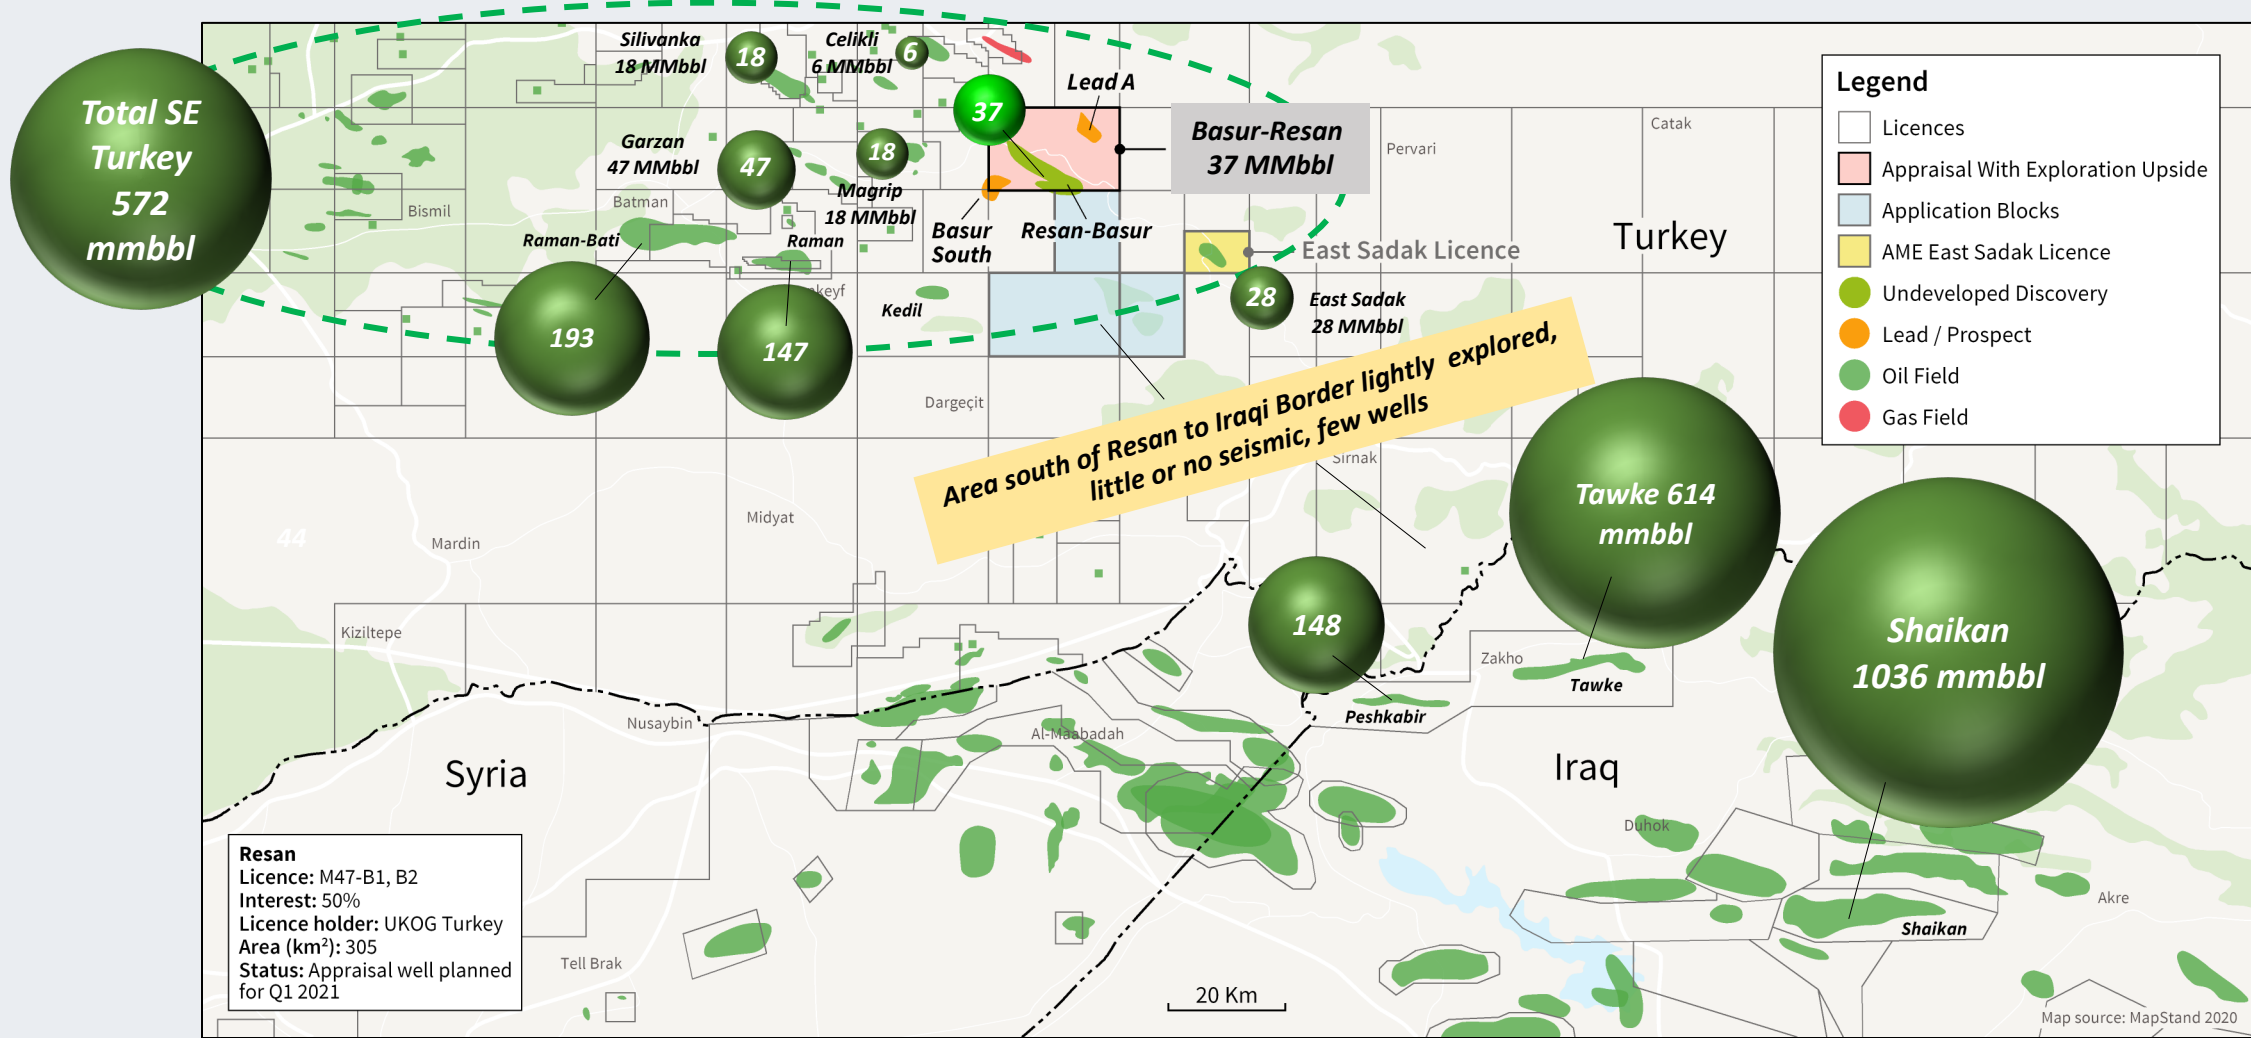 Total SE
Turkey
572
mmbbl
Silivanka
18 MMbbl
18
Celikli
6 MMbbl
6
37
Lead A
Basur-Resan
37 MMbbl
Garzan
47 MMbbl
47
18
Magrip
18 MMbbl
Basur
South
Resan-Basur
Bismil
Batman
Raman-Bati
Raman
193
147
keyf
Kedil
East Sadak Licence
28
East Sadak
28 MMbbl
Pervari
Catak
Turkey
Legend
Licences
Appraisal With Exploration Upside
Application Blocks
AME East Sadak Licence
Undeveloped Discovery
Lead / Prospect
Oil Field
Gas Field
Dargeçit
Area south of Resan to Iraqi Border lightly explored,
little or no seismic, few wells
Sirnak
Midyat
44
Mardin
Kiziltepe
Nusaybin
Syria
Al-Maabadah
148
Peshkabir
Tawke 614
mmbbl
Zakho
Tawke
Shaikan
1036 mmbbl
Iraq
Duhok
Akre
Shaikan
Resan
Licence: M47-B1, B2
Interest: 50%
Licence holder: UKOG Turkey
Area (km²): 305
Status: Appraisal well planned
for Q1 2021
Tell Brak
20 Km
Map source: MapStand 2020